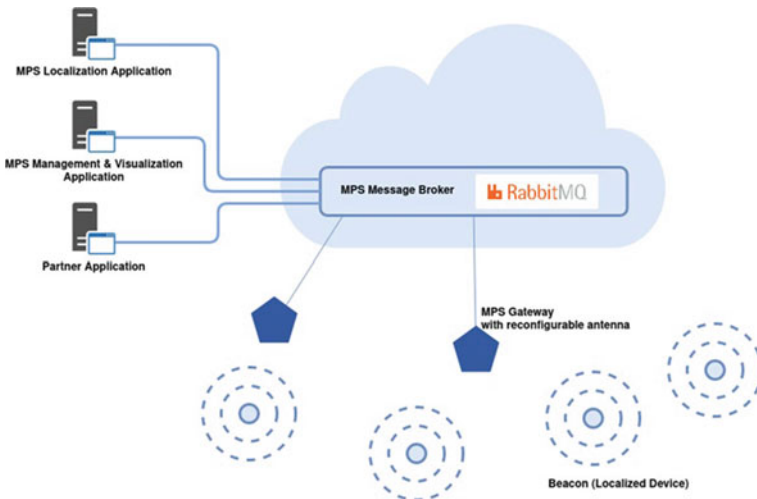 MPS Localization Application
MPS Management & Visualization
Application
Partner Application
MPS Message Broker
RabbitMQ
MPS Gateway
with reconfigurable antenna
Beacon (Localized Device)